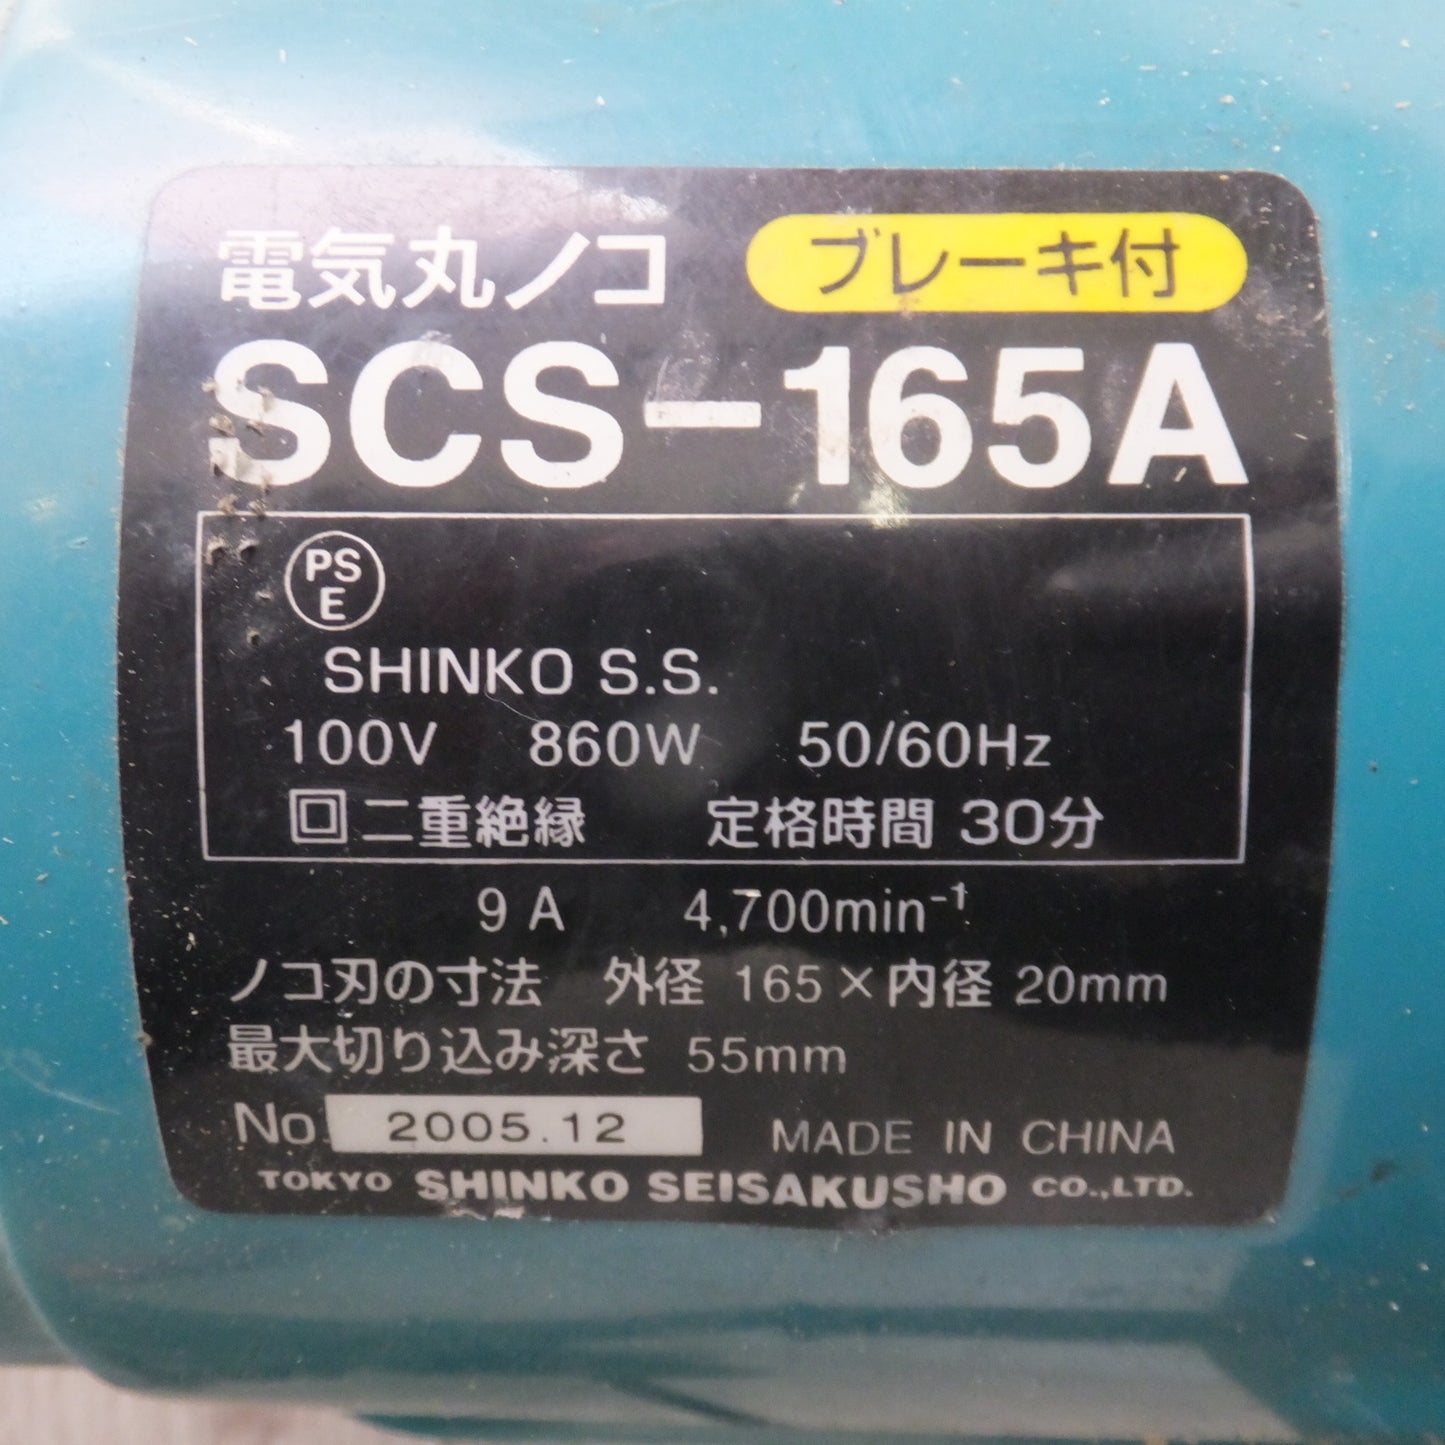 電気丸ノコ ブレーキ付
SCS-165A
PS
E
SHINKO S.S.
100V 860W 50/60Hz
回二重絶縁 定格時間 30分
9A 4,700min⁻¹
ノコ刃の寸法 外径 165×内径 20mm
最大切り込み深さ 55mm
No. 2005.12 MADE IN CHINA
TOKYO SHINKO SEISAKUSHO CO.,LTD.